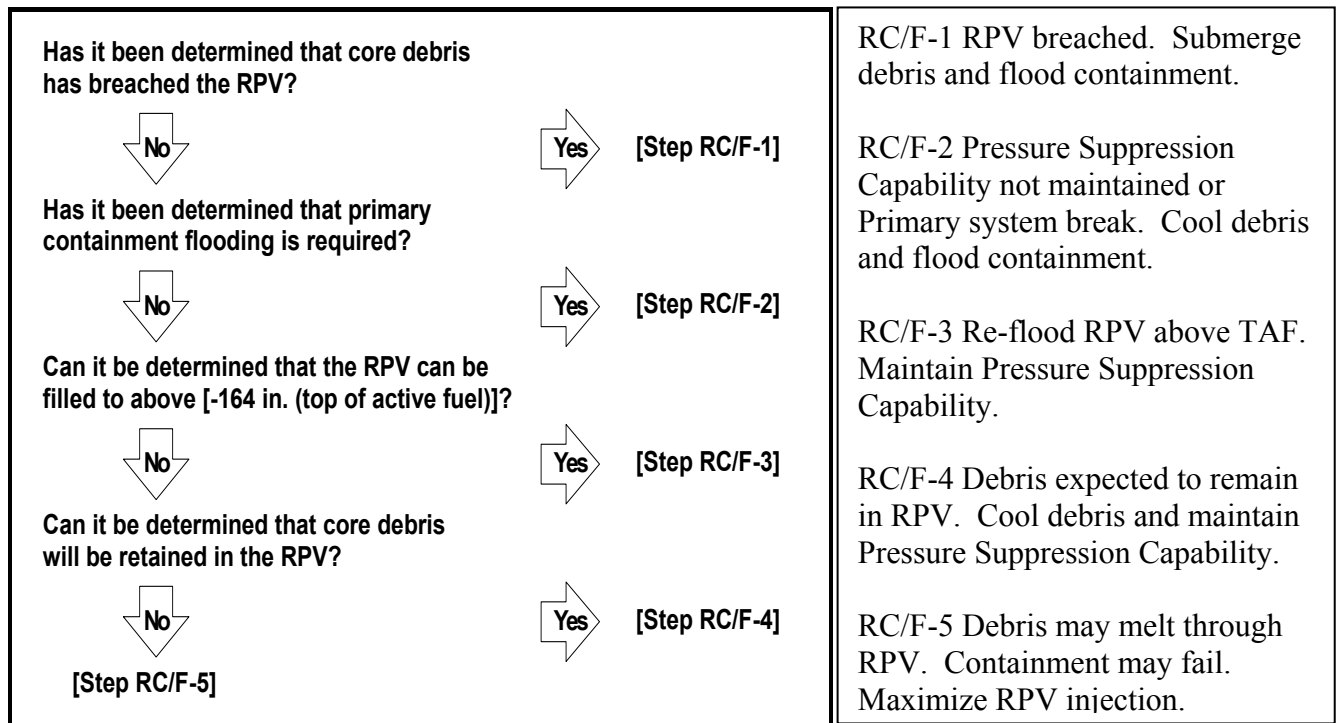 Has it been determined that core debris
has breached the RPV?
No
Yes
[Step RC/F-1]
Has it been determined that primary
containment flooding is required?
No
Yes
[Step RC/F-2]
Can it be determined that the RPV can be
filled to above [-164 in. (top of active fuel)]?
No
Yes
[Step RC/F-3]
Can it be determined that core debris
will be retained in the RPV?
No
Yes
[Step RC/F-4]
[Step RC/F-5]
RC/F-1 RPV breached. Submerge
debris and flood containment.
RC/F-2 Pressure Suppression
Capability not maintained or
Primary system break. Cool debris
and flood containment.
RC/F-3 Re-flood RPV above TAF.
Maintain Pressure Suppression
Capability.
RC/F-4 Debris expected to remain
in RPV. Cool debris and maintain
Pressure Suppression Capability.
RC/F-5 Debris may melt through
RPV. Containment may fail.
Maximize RPV injection.